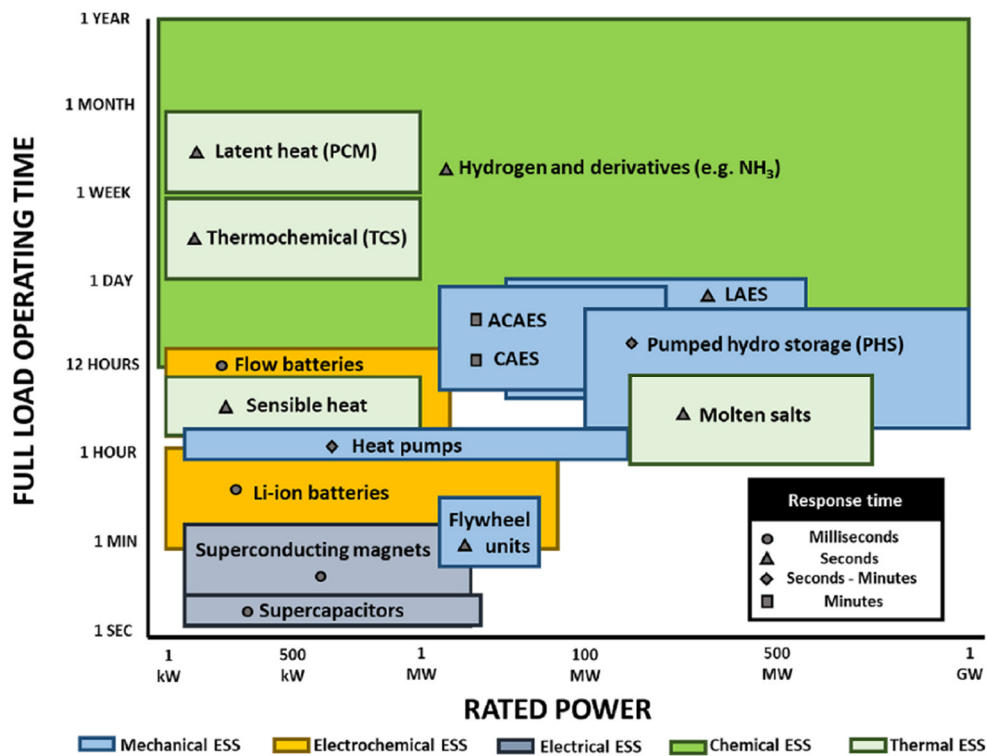 FULL LOAD OPERATING TIME
1 YEAR
1 MONTH
1 WEEK
1 DAY
12 HOURS
1 HOUR
1 MIN
1 SEC
Latent heat (PCM)
Hydrogen and derivatives (e.g. NH₃)
Thermochemical (TCS)
LAES
ACAES
CAES
Pumped hydro storage (PHS)
Flow batteries
Sensible heat
Molten salts
Heat pumps
Li-ion batteries
Flywheel
units
Superconducting magnets
Supercapacitors
Response time
Milliseconds
Seconds
Seconds - Minutes
Minutes
1
kW
500
kW
1
MW
100
MW
500
MW
1
GW
RATED POWER
Mechanical ESS
Electrochemical ESS
Electrical ESS
Chemical ESS
Thermal ESS